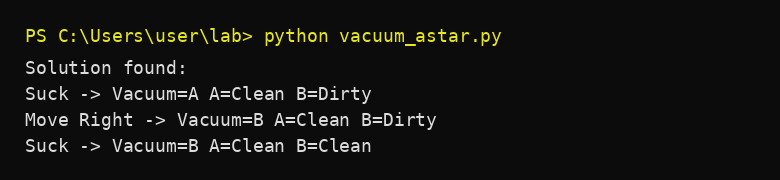 PS C:\Users\user\lab> python vacuum_astar.py
Solution found:
Suck -> Vacuum=A A=Clean B=Dirty
Move Right -> Vacuum=B A=Clean B=Dirty
Suck -> Vacuum=B A=Clean B=Clean